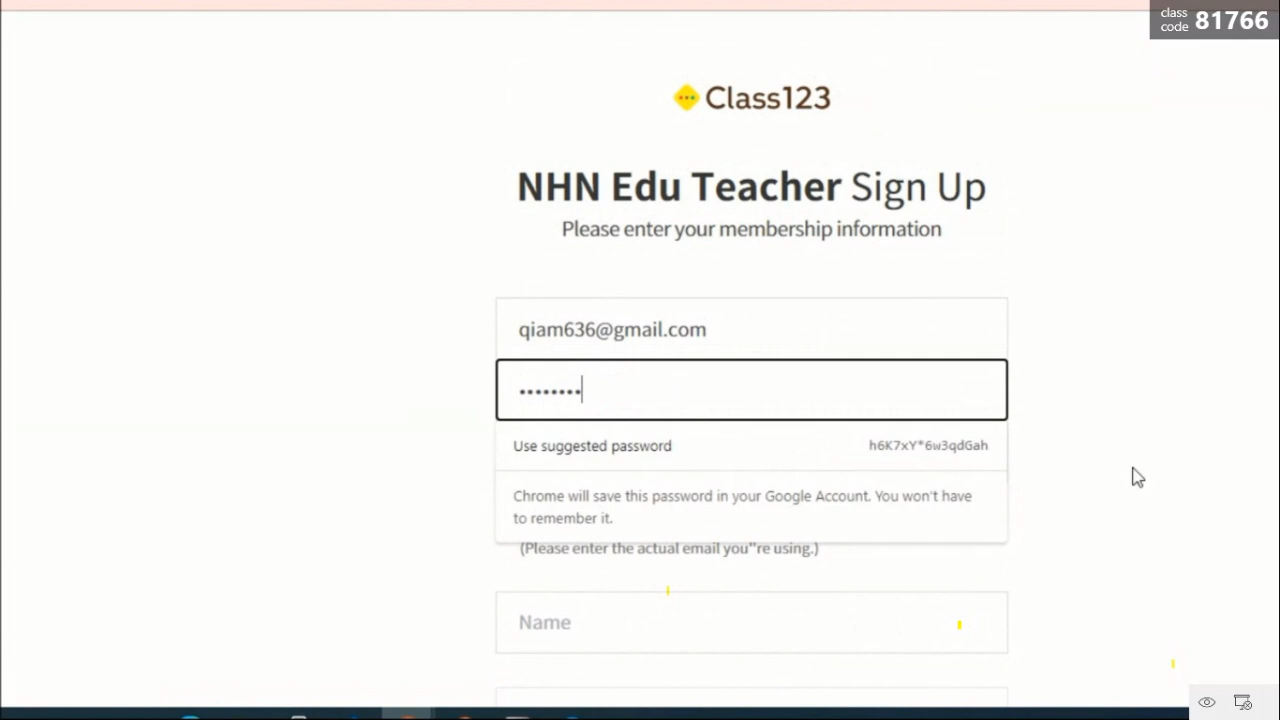 class
code 81766
Class123
NHN Edu Teacher Sign Up
Please enter your membership information
qiam636@gmail.com
••••••••
Use suggested password h6K7xY*6w3qdGah
Chrome will save this password in your Google Account. You won't have
to remember it.
(Please enter the actual email you''re using.)
Name